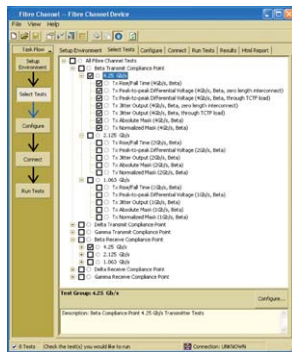 Fibre Channel - Fibre Channel Device
File View Help
Task Flow
Setup Environment Select Tests Configure Connect Run Tests Results Html Report
Setup Environment
Select Tests
Configure
Connect
Run Tests
All Fibre Channel Tests
Beta Transmit Compliance Point
4.25 Gb/s
Tx Rise/Fall Time (4Gb/s, Beta)
Tx Peak-to-peak Differential Voltage (4Gb/s, Beta, zero length interconnect)
Tx Peak-to-peak Differential Voltage (4Gb/s, Beta, through TCTF load)
Tx Jitter Output (4Gb/s, Beta, zero length interconnect)
Tx Jitter Output (4Gb/s, Beta, through TCTF load)
Tx Absolute Mask (4Gb/s, Beta)
Tx Normalized Mask (4Gb/s, Beta)
2.125 Gb/s
Tx Rise/Fall Time (2Gb/s, Beta)
Tx Peak-to-peak Differential Voltage (2Gb/s, Beta)
Tx Jitter Output (2Gb/s, Beta)
Tx Absolute Mask (2Gb/s, Beta)
Tx Normalized Mask (2Gb/s, Beta)
1.063 Gb/s
Tx Rise/Fall Time (1Gb/s, Beta)
Tx Peak-to-peak Differential Voltage (1Gb/s, Beta)
Tx Jitter Output (1Gb/s, Beta)
Tx Absolute Mask (1Gb/s, Beta)
Tx Normalized Mask (1Gb/s, Beta)
Delta Transmit Compliance Point
Gamma Transmit Compliance Point
Beta Receive Compliance Point
4.25 Gb/s
2.125 Gb/s
1.063 Gb/s
Delta Receive Compliance Point
Gamma Receive Compliance Point
Test Group: 4.25 Gb/s
Configure...
Description: Beta Compliance Point 4.25 Gb/s Transmitter Tests
8 Tests Check the test(s) you would like to run Connection: UNKNOWN